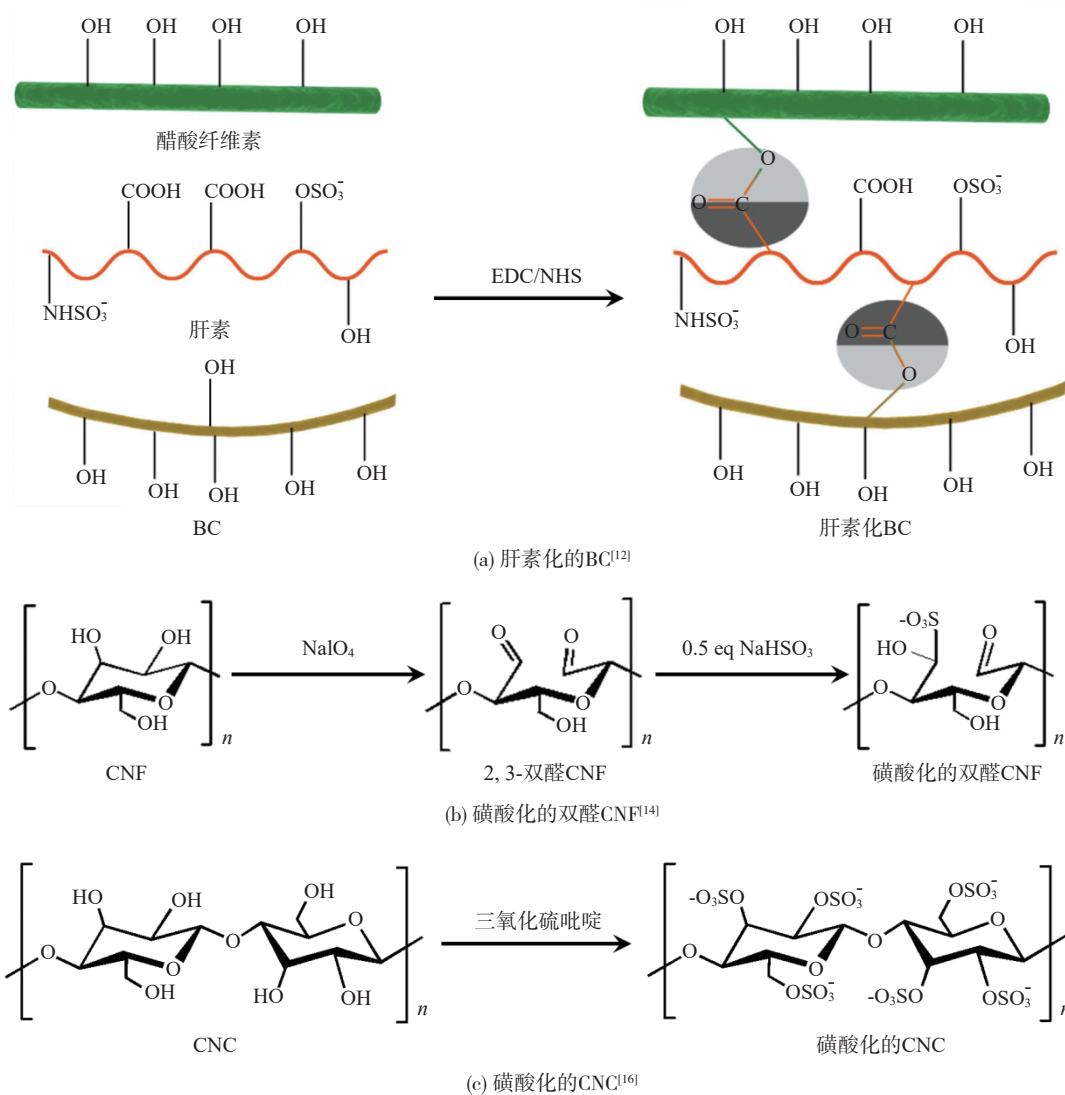 OH OH OH OH OH OH OH OH
醋酸纤维素
O
COOH COOH OSO₃⁻ O C COOH OSO₃⁻
EDC/NHS
NHSO₃⁻ 肝素 OH NHSO₃⁻ O C OH
OH O
OH OH OH OH OH OH OH OH OH OH
BC 肝素化BC
(a) 肝素化的BC[12]
HO OH O OH NaIO₄ O O O OH 0.5 eq NaHSO₃ -O₃S HO O O OH
n n n
CNF 2, 3-双醛CNF 磺酸化的双醛CNF
(b) 磺酸化的双醛CNF[14]
HO OH OH O O O O OH HO OH 三氧化硫吡啶 -O₃SO OSO₃⁻ OSO₃⁻ O O O O OSO₃⁻ -O₃SO OSO₃⁻
n n
CNC 磺酸化的CNC
(c) 磺酸化的CNC[16]